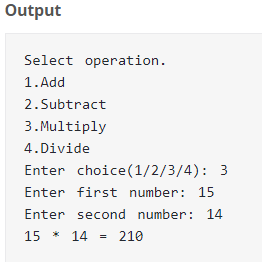 Output
Select operation.
1.Add
2.Subtract
3.Multiply
4.Divide
Enter choice(1/2/3/4): 3
Enter first number: 15
Enter second number: 14
15 * 14 = 210